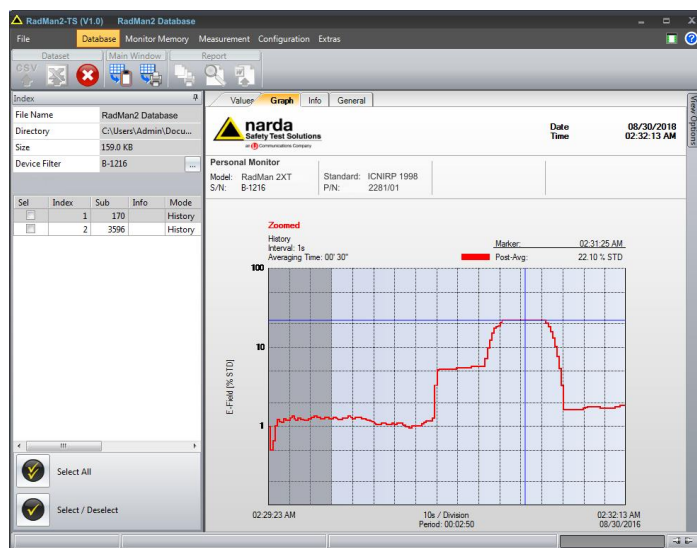 RadMan2-TS (V1.0) RadMan2 Database
File Database Monitor Memory Measurement Configuration Extras
Dataset Main Window Report
CSV
Index
File Name RadMan2 Database
Directory C:\Users\Admin\Docu...
Size 159.0 KB
Device Filter B-1216 ...
Sel Index Sub Info Mode
1 170 History
2 3596 History
Select All
Select / Deselect
Values Graph Info General
View Options
narda
Safety Test Solutions
an L3 Communications Company
Date 08/30/2018
Time 02:32:13 AM
Personal Monitor
Model: RadMan 2XT Standard: ICNIRP 1998
S/N: B-1216 P/N: 2281/01
Zoomed
History
Interval: 1s
Averaging Time: 00' 30"
Marker: 02:31:25 AM
Post-Avg: 22.10 % STD
100
10
1
E-Field [% STD]
02:29:23 AM 10s / Division 02:32:13 AM
Period: 00:02:50 08/30/2016